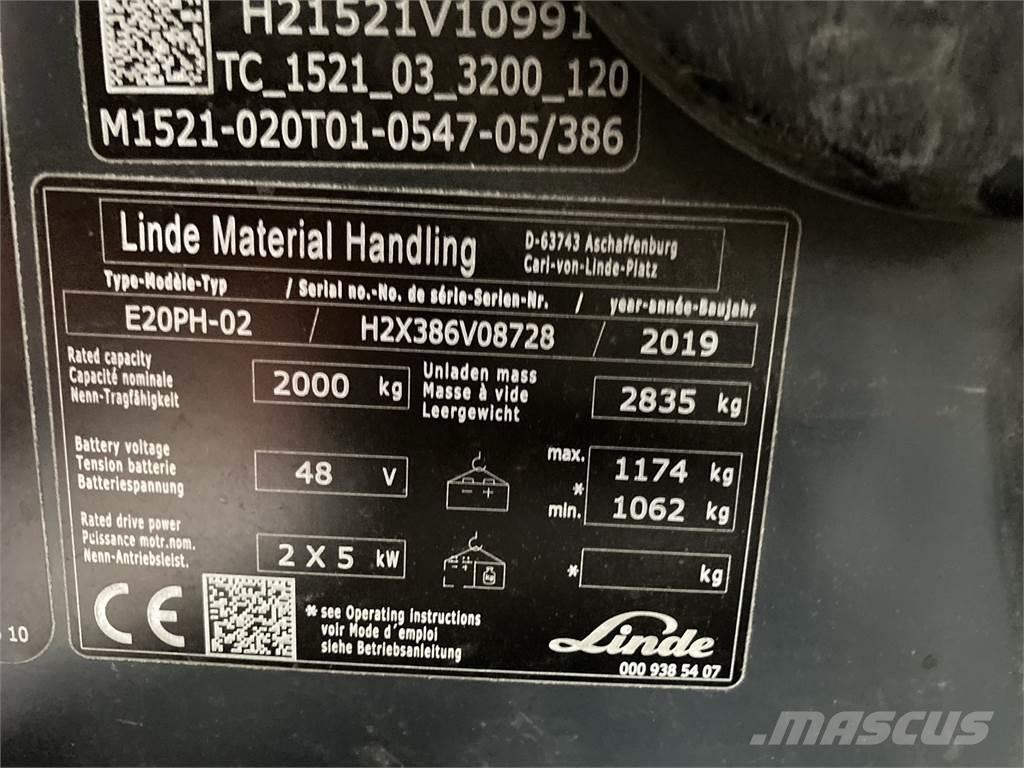 H21521V10991
TC_1521_03_3200_120
M1521-020T01-0547-05/386
Linde Material Handling
D-63743 Aschaffenburg
Carl-von-Linde-Platz
Type-Modèle-Typ / Serial no.-No. de série-Serien-Nr. / year-année-Baujahr
E20PH-02 / H2X386V08728 / 2019
Rated capacity
Capacité nominale
Nenn-Tragfähigkeit
2000 kg
Unladen mass
Masse à vide
Leergewicht
2835 kg
Battery voltage
Tension batterie
Batteriespannung
48 V
max.
*
min.
1174 kg
1062 kg
Rated drive power
Puissance motr.nom.
Nenn-Antriebsleist.
2 X 5 kW
* kg
CE
* see Operating instructions
voir Mode d'emploi
siehe Betriebsanleitung
Linde
000 938 54 07
10
MASCUS